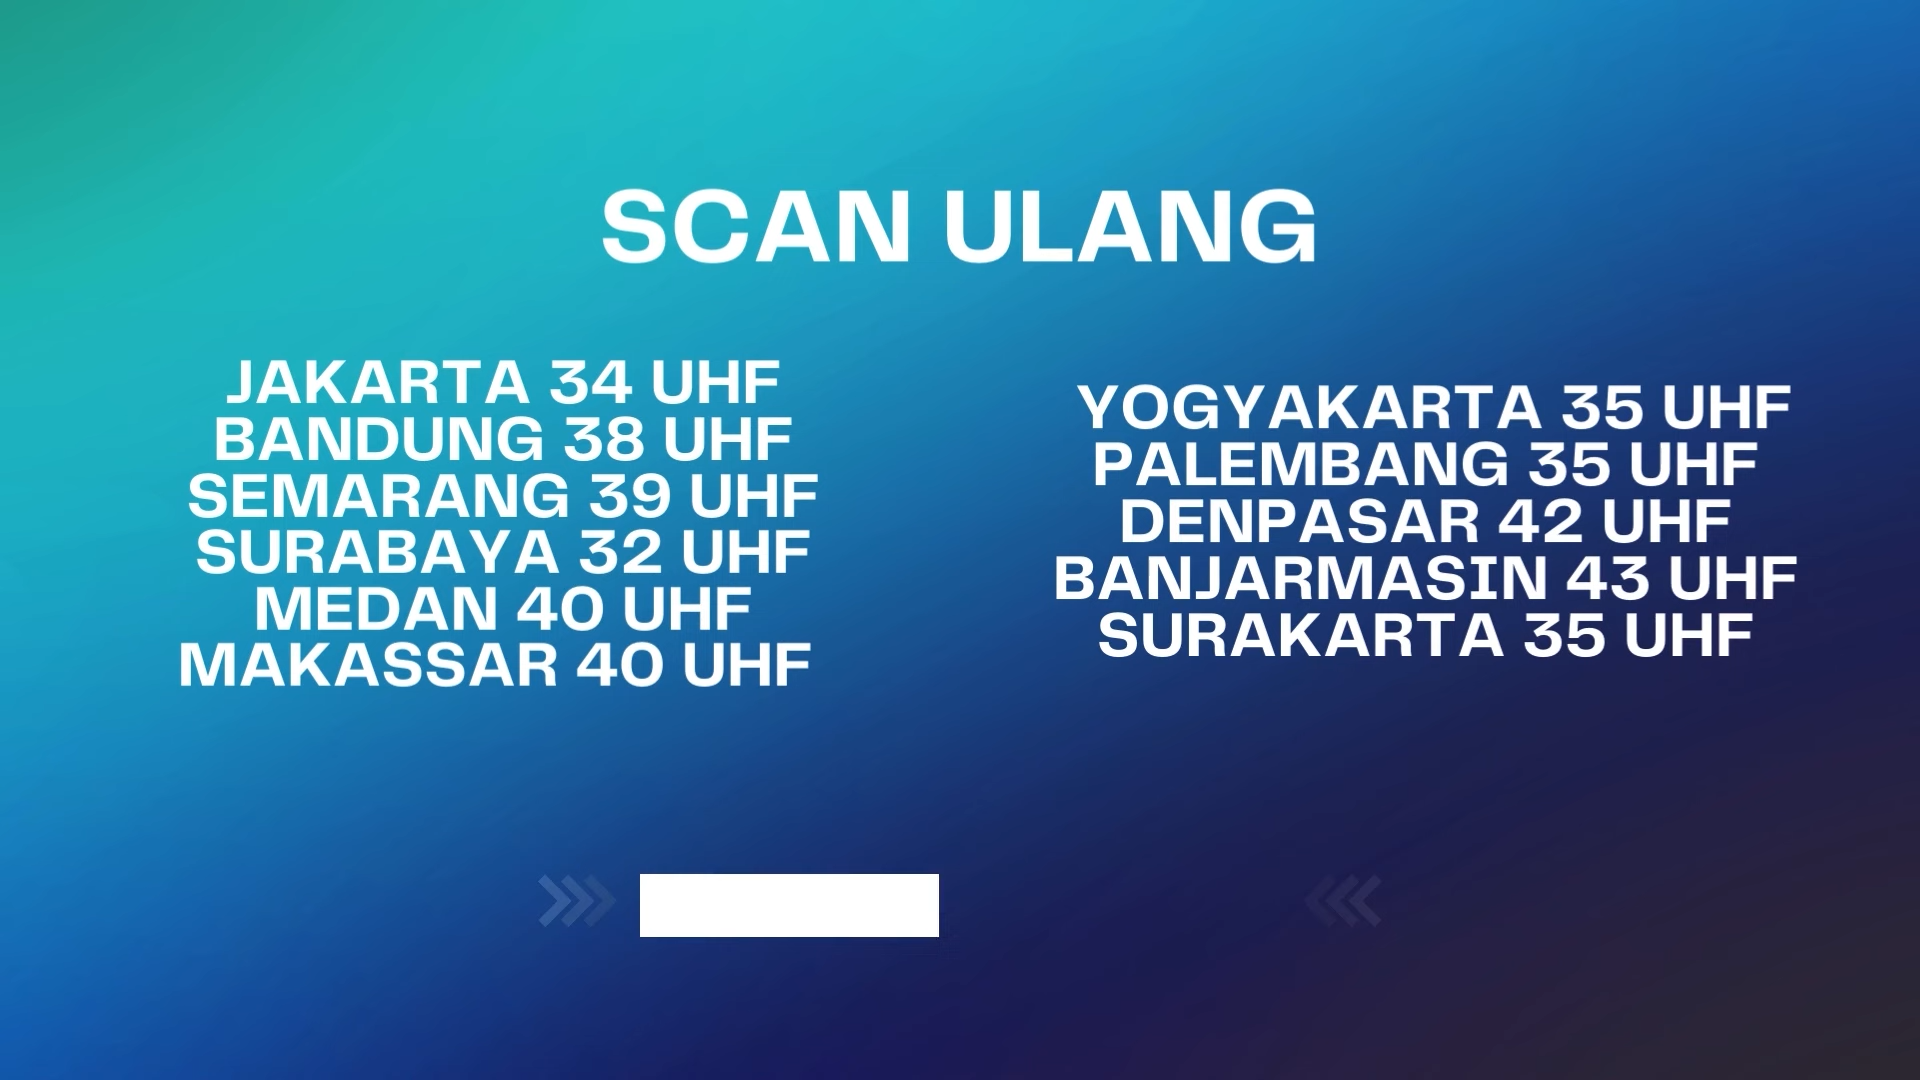 SCAN ULANG
JAKARTA 34 UHF
BANDUNG 38 UHF
SEMARANG 39 UHF
SURABAYA 32 UHF
MEDAN 40 UHF
MAKASSAR 40 UHF
YOGYAKARTA 35 UHF
PALEMBANG 35 UHF
DENPASAR 42 UHF
BANJARMASIN 43 UHF
SURAKARTA 35 UHF